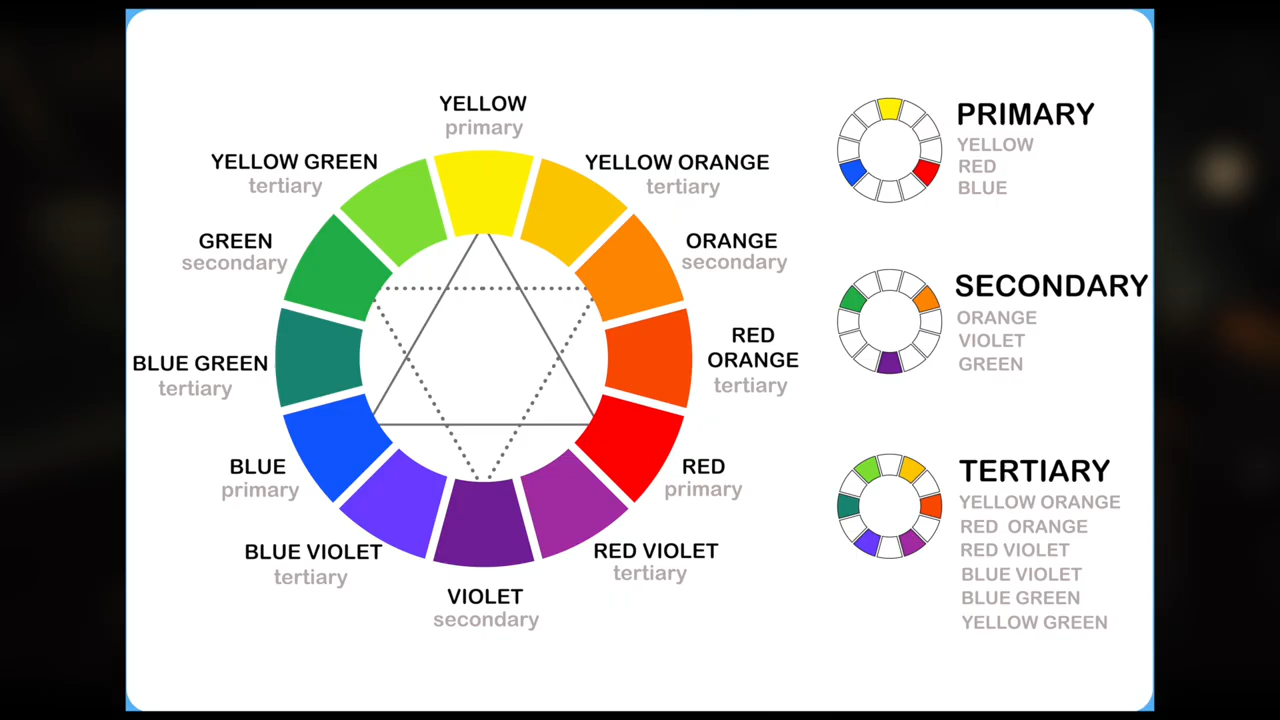 YELLOW
primary
YELLOW GREEN
tertiary
YELLOW ORANGE
tertiary
GREEN
secondary
ORANGE
secondary
BLUE GREEN
tertiary
RED
ORANGE
tertiary
BLUE
primary
RED
primary
BLUE VIOLET
tertiary
RED VIOLET
tertiary
VIOLET
secondary
PRIMARY
YELLOW
RED
BLUE
SECONDARY
ORANGE
VIOLET
GREEN
TERTIARY
YELLOW ORANGE
RED ORANGE
RED VIOLET
BLUE VIOLET
BLUE GREEN
YELLOW GREEN